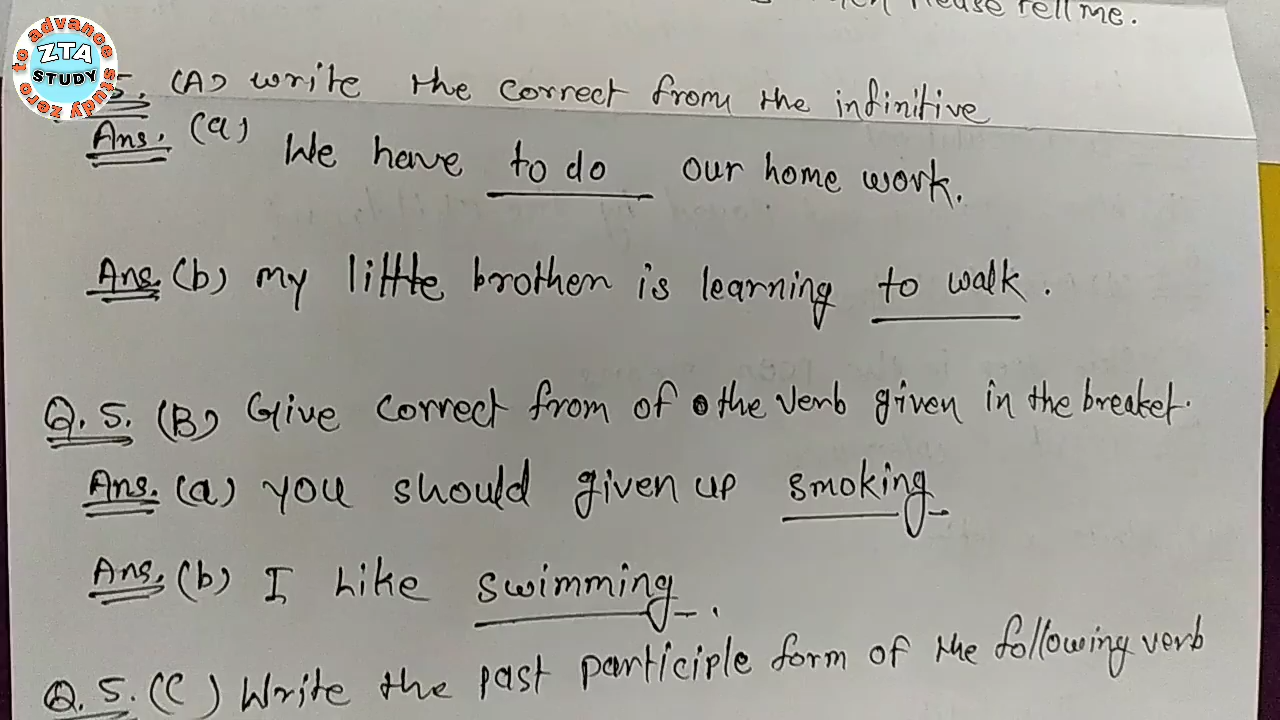 Please tell me.
ZTA
STUDY
zero to advance study
5. (A) write the correct from the infinitive
Ans. (a) We have to do our home work.
Ans. (b) my little brother is learning to walk.
Q. 5. (B) Give correct from of the verb given in the breaket.
Ans. (a) you should given up smoking
Ans. (b) I like swimming.
Q. 5. (C) Write the past participle form of the following verb